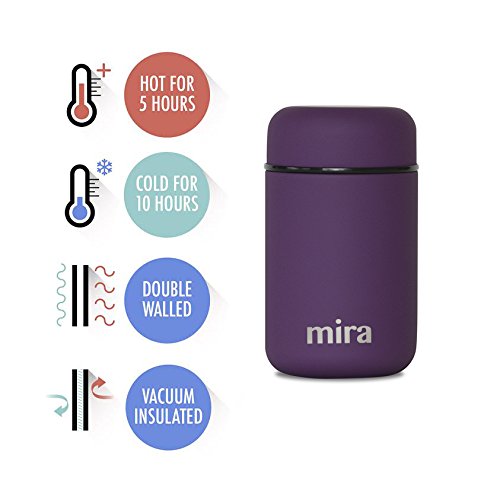 HOT FOR
5 HOURS
COLD FOR
10 HOURS
DOUBLE
WALLED
VACUUM
INSULATED
mira